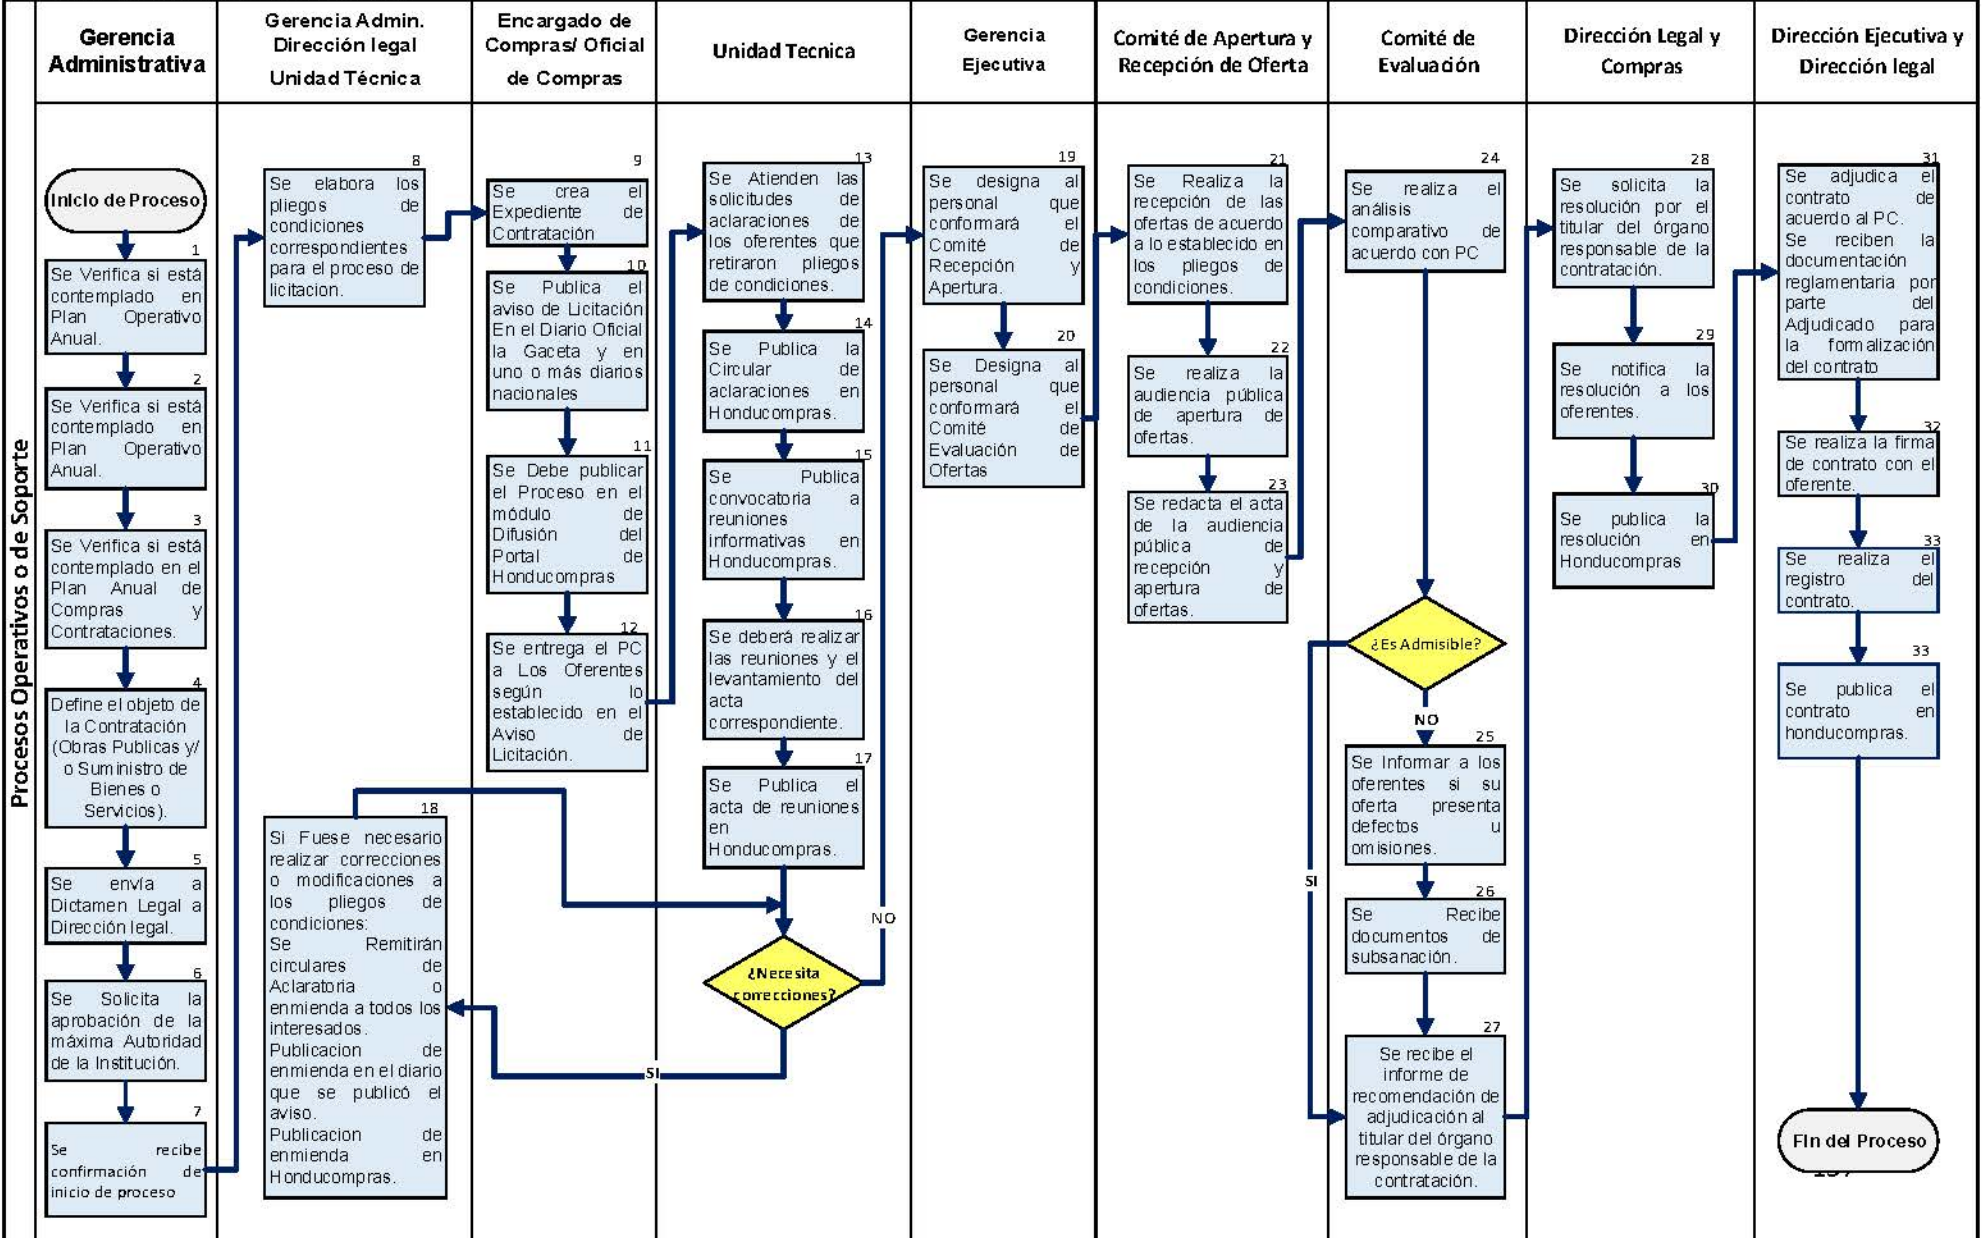 Procesos Operativos o de Soporte
Gerencia
Administrativa
Inicio de Proceso
1
Se Verifica si está
contemplado en
Plan Operativo
Anual.
2
Se Verifica si está
contemplado en
Plan Operativo
Anual.
3
Se Verifica si está
contemplado en el
Plan Anual de
Compras y
Contrataciones.
4
Define el objeto de
la Contratación
(Obras Publicas y/
o Suministro de
Bienes o
Servicios).
5
Se envía a
Dictamen Legal a
Dirección legal.
6
Se Solicita la
aprobación de la
máxima Autoridad
de la Institución.
7
Se recibe
confirmación de
inicio de proceso
Gerencia Admin.
Dirección legal
Unidad Técnica
8
Se elabora los
pliegos de
condiciones
correspondientes
para el proceso de
licitacion.
18
Si Fuese necesario
realizar correcciones
o modificaciones a
los pliegos de
condiciones:
Se Remitirán
circulares de
Aclaratoria o
enmienda a todos los
interesados.
Publicacion de
enmienda en el diario
que se publicó el
aviso.
Publicacion de
enmienda en
Honducompras.
Encargado de
Compras/ Oficial
de Compras
9
Se crea el
Expediente de
Contratación
10
Se Publica el
aviso de Licitación
En el Diario Oficial
la Gaceta y en
uno o más diarios
nacionales
11
Se Debe publicar
el Proceso en el
módulo de
Difusión del
Portal de
Honducompras
12
Se entrega el PC
a Los Oferentes
según lo
establecido en el
Aviso de
Licitación.
Unidad Tecnica
13
Se Atienden las
solicitudes de
aclaraciones de
los oferentes que
retiraron pliegos
de condiciones.
14
Se Publica la
Circular de
aclaraciones en
Honducompras.
15
Se Publica
convocatoria a
reuniones
informativas en
Honducompras.
16
Se deberá realizar
las reuniones y el
levantamiento del
acta
correspondiente.
17
Se Publica el
acta de reuniones
en
Honducompras.
¿Necesita
correcciones?
NO
SI
Gerencia
Ejecutiva
19
Se designa al
personal que
conformará el
Comité de
Recepción y
Apertura.
20
Se Designa al
personal que
conformará el
Comité de
Evaluación de
Ofertas
Comité de Apertura y
Recepción de Oferta
21
Se Realiza la
recepción de las
ofertas de acuerdo
a lo establecido en
los pliegos de
condiciones.
22
Se realiza la
audiencia pública
de apertura de
ofertas.
23
Se redacta el acta
de la audiencia
pública de
recepción y
apertura de
ofertas.
Comité de
Evaluación
24
Se realiza el
análisis
comparativo de
acuerdo con PC
¿Es Admisible?
NO
SI
25
Se Informar a los
oferentes si su
oferta presenta
defectos u
omisiones.
26
Se Recibe
documentos de
subsanación.
27
Se recibe el
informe de
recomendación de
adjudicación al
titular del órgano
responsable de la
contratación.
Dirección Legal y
Compras
28
Se solicita la
resolución por el
titular del órgano
responsable de la
contratación.
29
Se notifica la
resolución a los
oferentes.
30
Se publica la
resolución en
Honducompras
Dirección Ejecutiva y
Dirección legal
31
Se adjudica el
contrato de
acuerdo al PC.
Se reciben la
documentación
reglamentaria por
parte del
Adjudicado para
la formalización
del contrato
32
Se realiza la firma
de contrato con el
oferente.
33
Se realiza el
registro del
contrato.
33
Se publica el
contrato en
honducompras.
Fin del Proceso